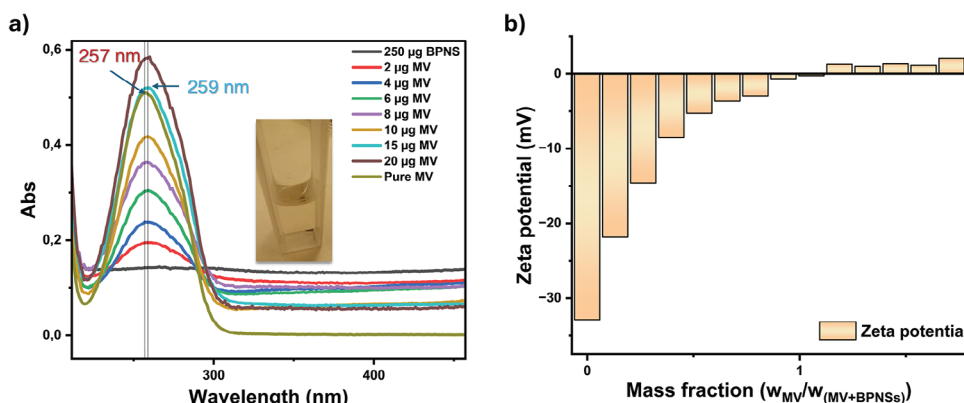 a)
257 nm
259 nm
250 µg BPNS
2 µg MV
4 µg MV
6 µg MV
8 µg MV
10 µg MV
15 µg MV
20 µg MV
Pure MV
0,6
0,4
0,2
0,0
Abs
300
400
Wavelength (nm)
b)
0
−10
−20
−30
Zeta potential (mV)
Zeta potential
0
1
Mass fraction (wMV/w(MV+BPNSs))